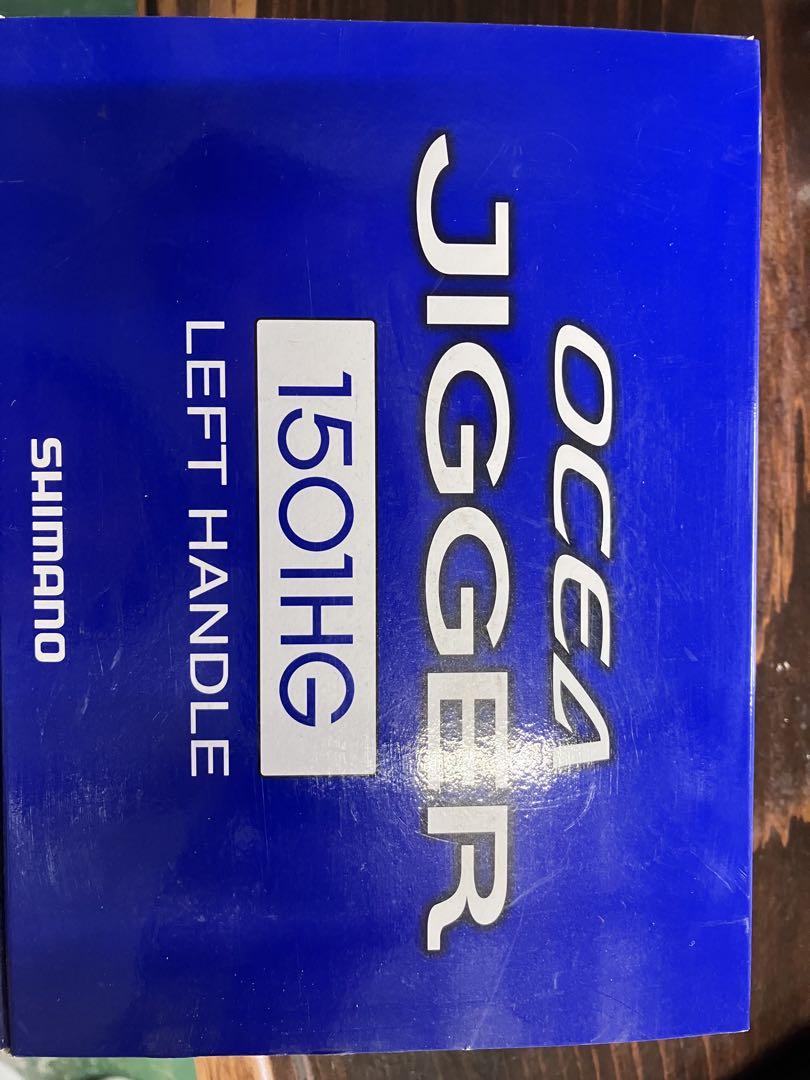 OCEA
JIGGER
1501HG
LEFT HANDLE
SHIMANO